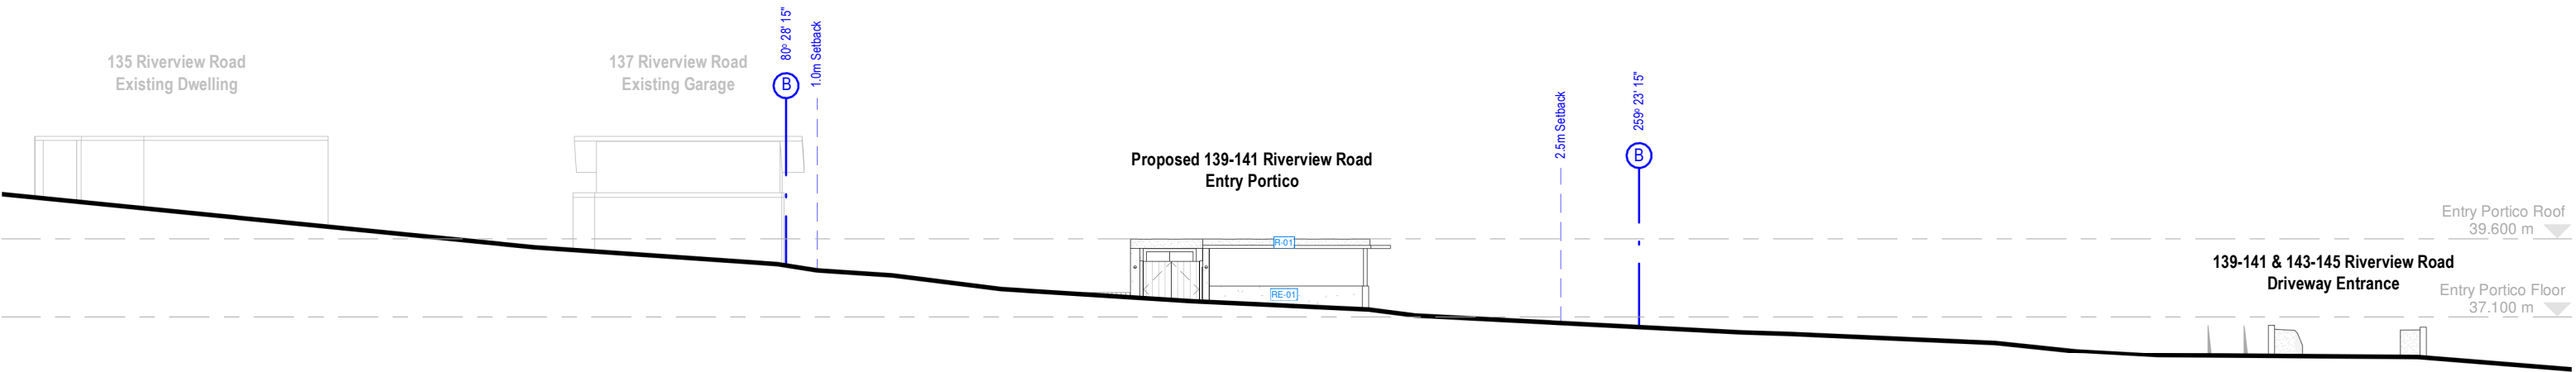 135 Riverview Road
Existing Dwelling
137 Riverview Road
Existing Garage
80° 28' 15"
B
1.0m Setback
Proposed 139-141 Riverview Road
Entry Portico
R-01
RE-01
2.5m Setback
259° 23' 15"
B
Entry Portico Roof
39.600 m
139-141 & 143-145 Riverview Road
Driveway Entrance
Entry Portico Floor
37.100 m